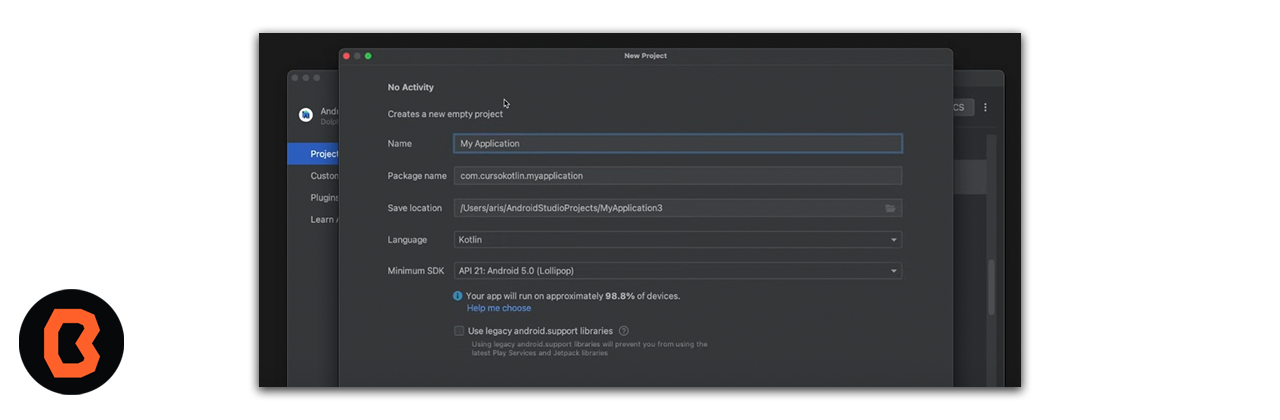 New Project
No Activity
Creates a new empty project
Name My Application
Package name com.cursokotlin.myapplication
Save location /Users/aris/AndroidStudioProjects/MyApplication3
Language Kotlin
Minimum SDK API 21: Android 5.0 (Lollipop)
Your app will run on approximately 98.8% of devices.
Help me choose
Use legacy android.support libraries ?
Using legacy android.support libraries will prevent you from using the
latest Play Services and Jetpack libraries
Andr
Dolp
Project
Custom
Plugins
Learn A
CS